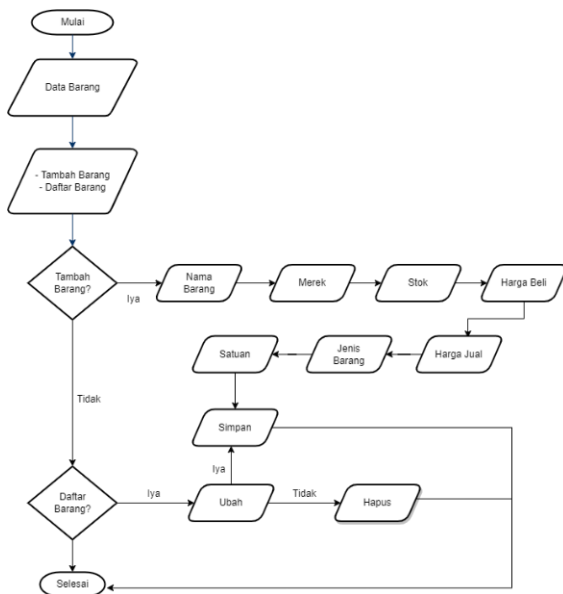 Mulai
Data Barang
- Tambah Barang
- Daftar Barang
Tambah
Barang?
Iya
Nama
Barang
Merek
Stok
Harga Beli
Harga Jual
Jenis
Barang
Satuan
Simpan
Tidak
Iya
Daftar
Barang?
Iya
Ubah
Tidak
Hapus
Selesai